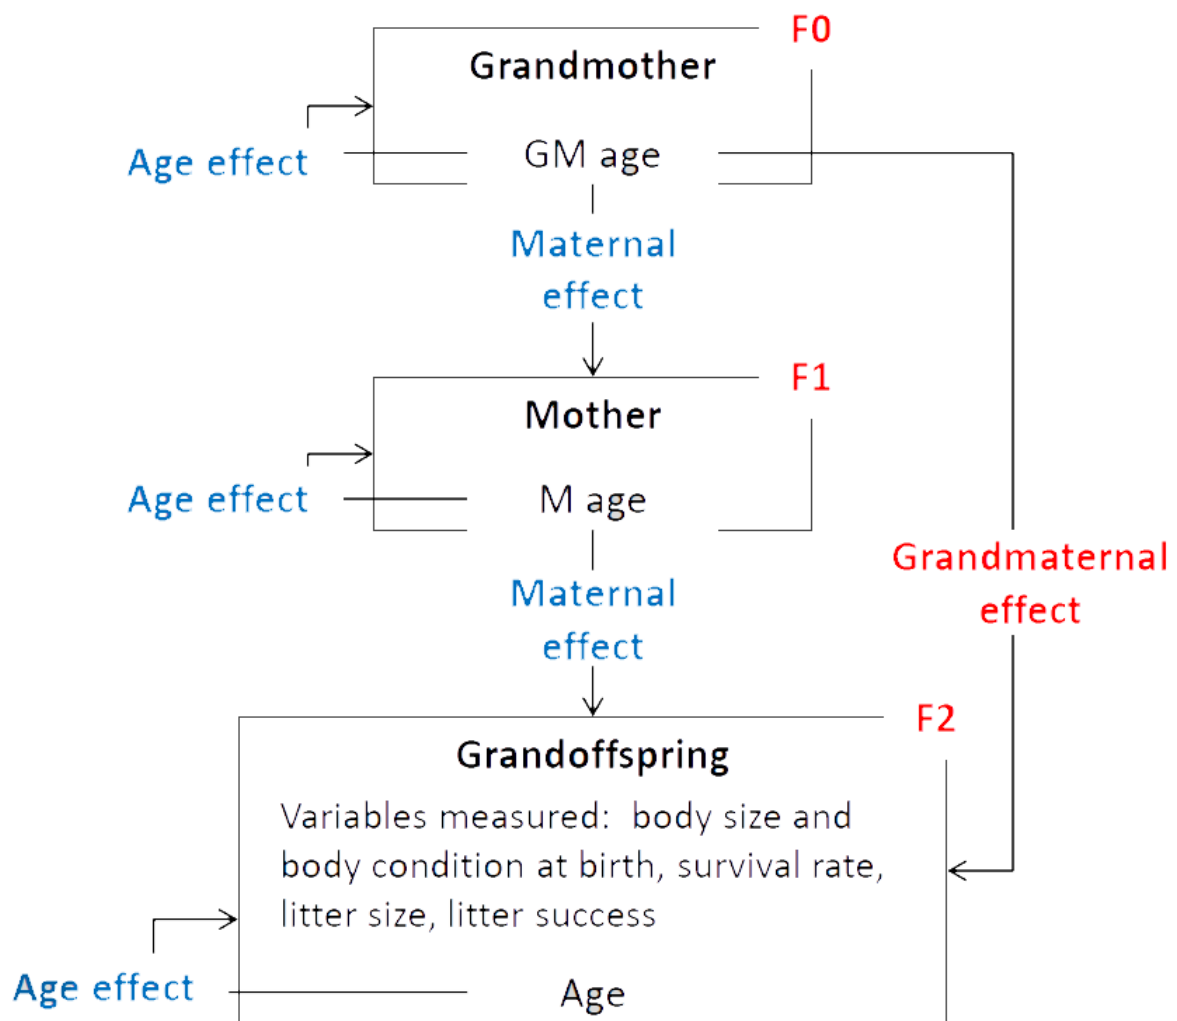 F0
Grandmother
Age effect
GM age
Maternal
effect
F1
Mother
Age effect
M age
Maternal
effect
Grandmaternal
effect
F2
Grandoffspring
Variables measured: body size and
body condition at birth, survival rate,
litter size, litter success
Age effect
Age